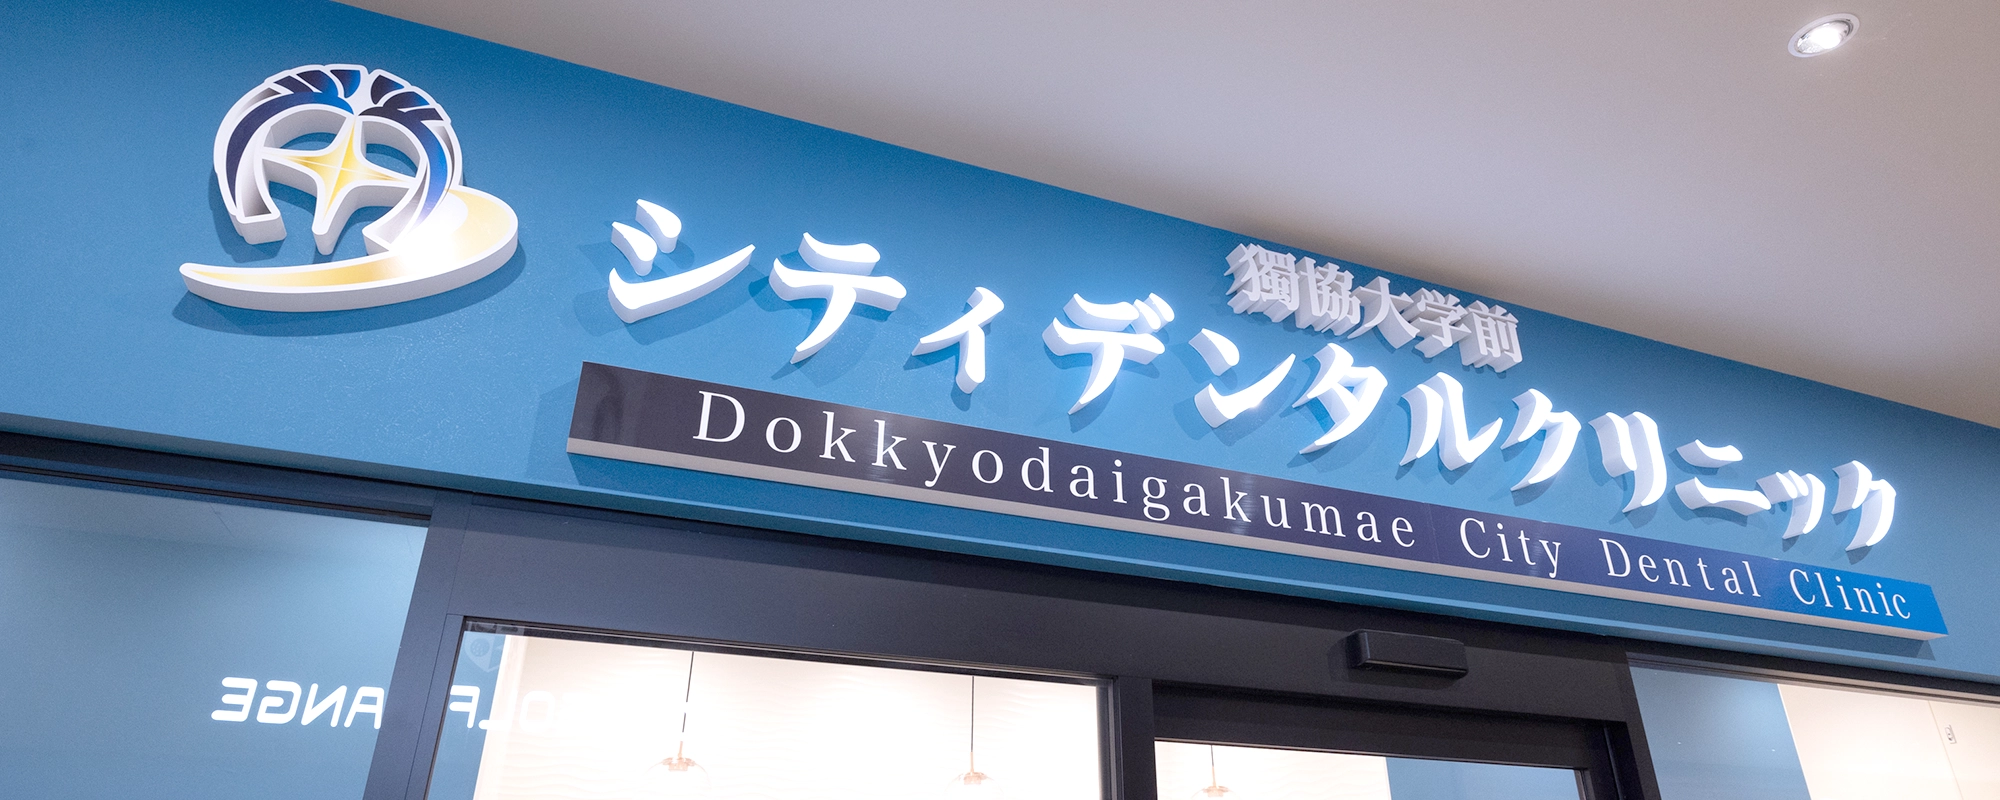 獨協大学前
シティデンタルクリニック
Dokkyodaigakumae City Dental Clinic